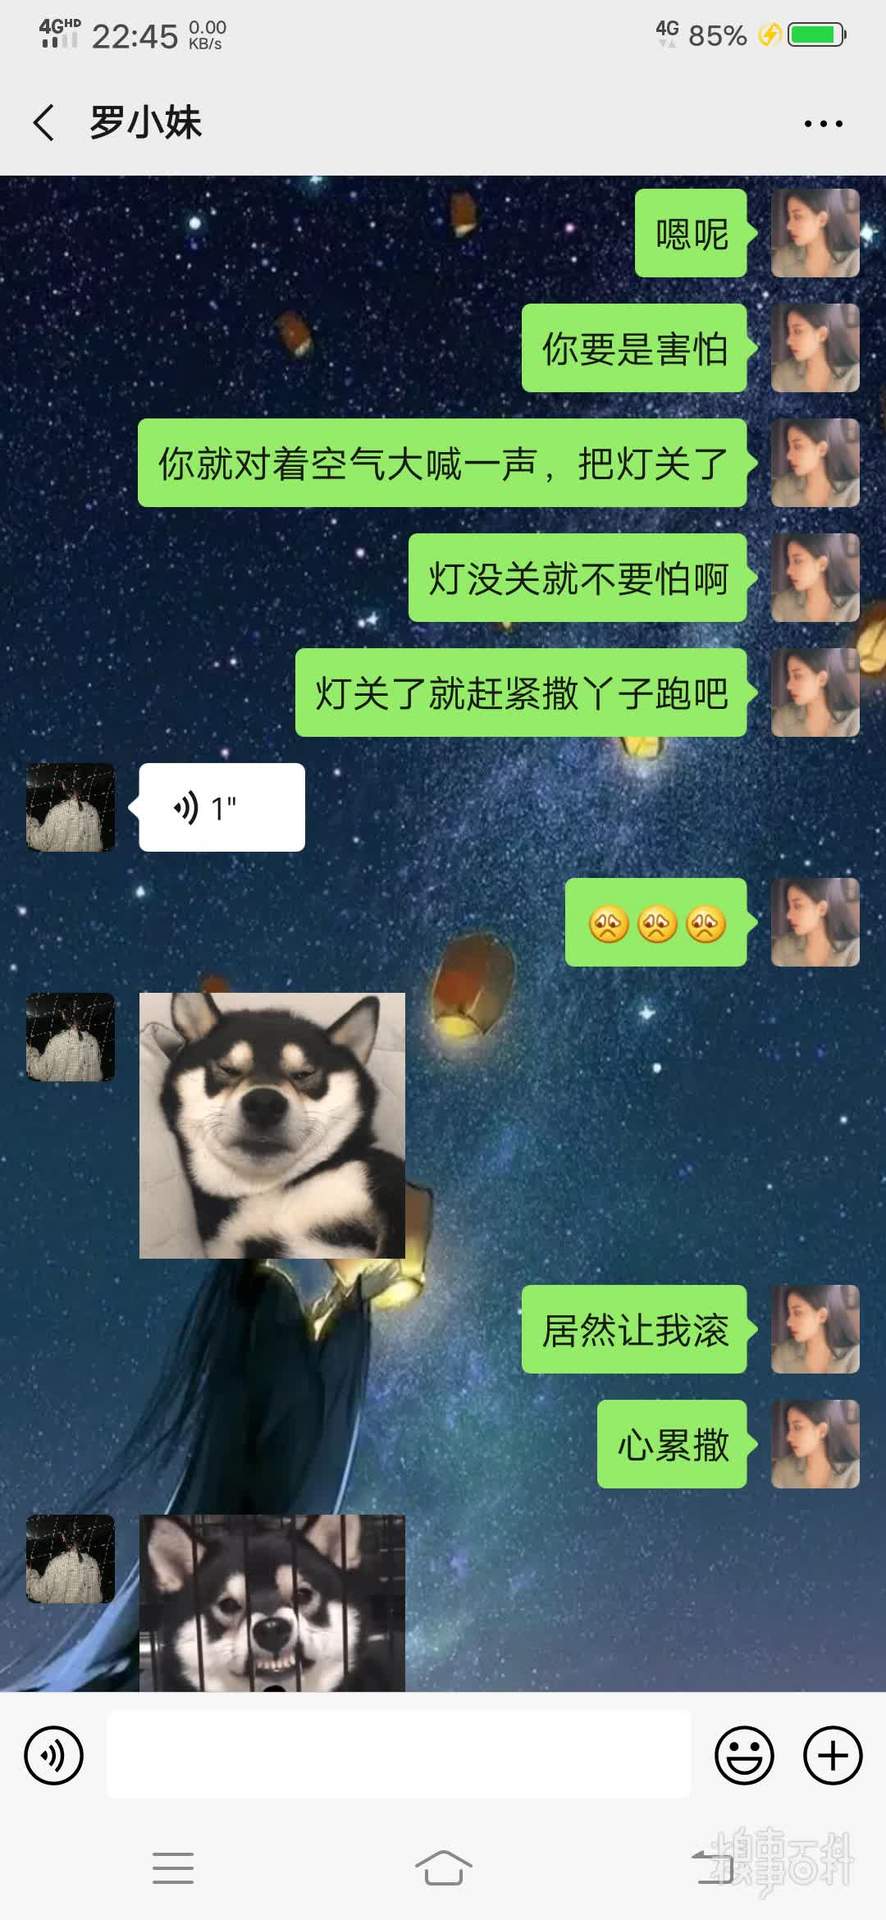 4GHD 22:45 0.00 KB/s 4G 85%
罗小妹
嗯呢
你要是害怕
你就对着空气大喊一声，把灯关了
灯没关就不要怕啊
灯关了就赶紧撒丫子跑吧
1"
居然让我滚
心累撒
糗事百科